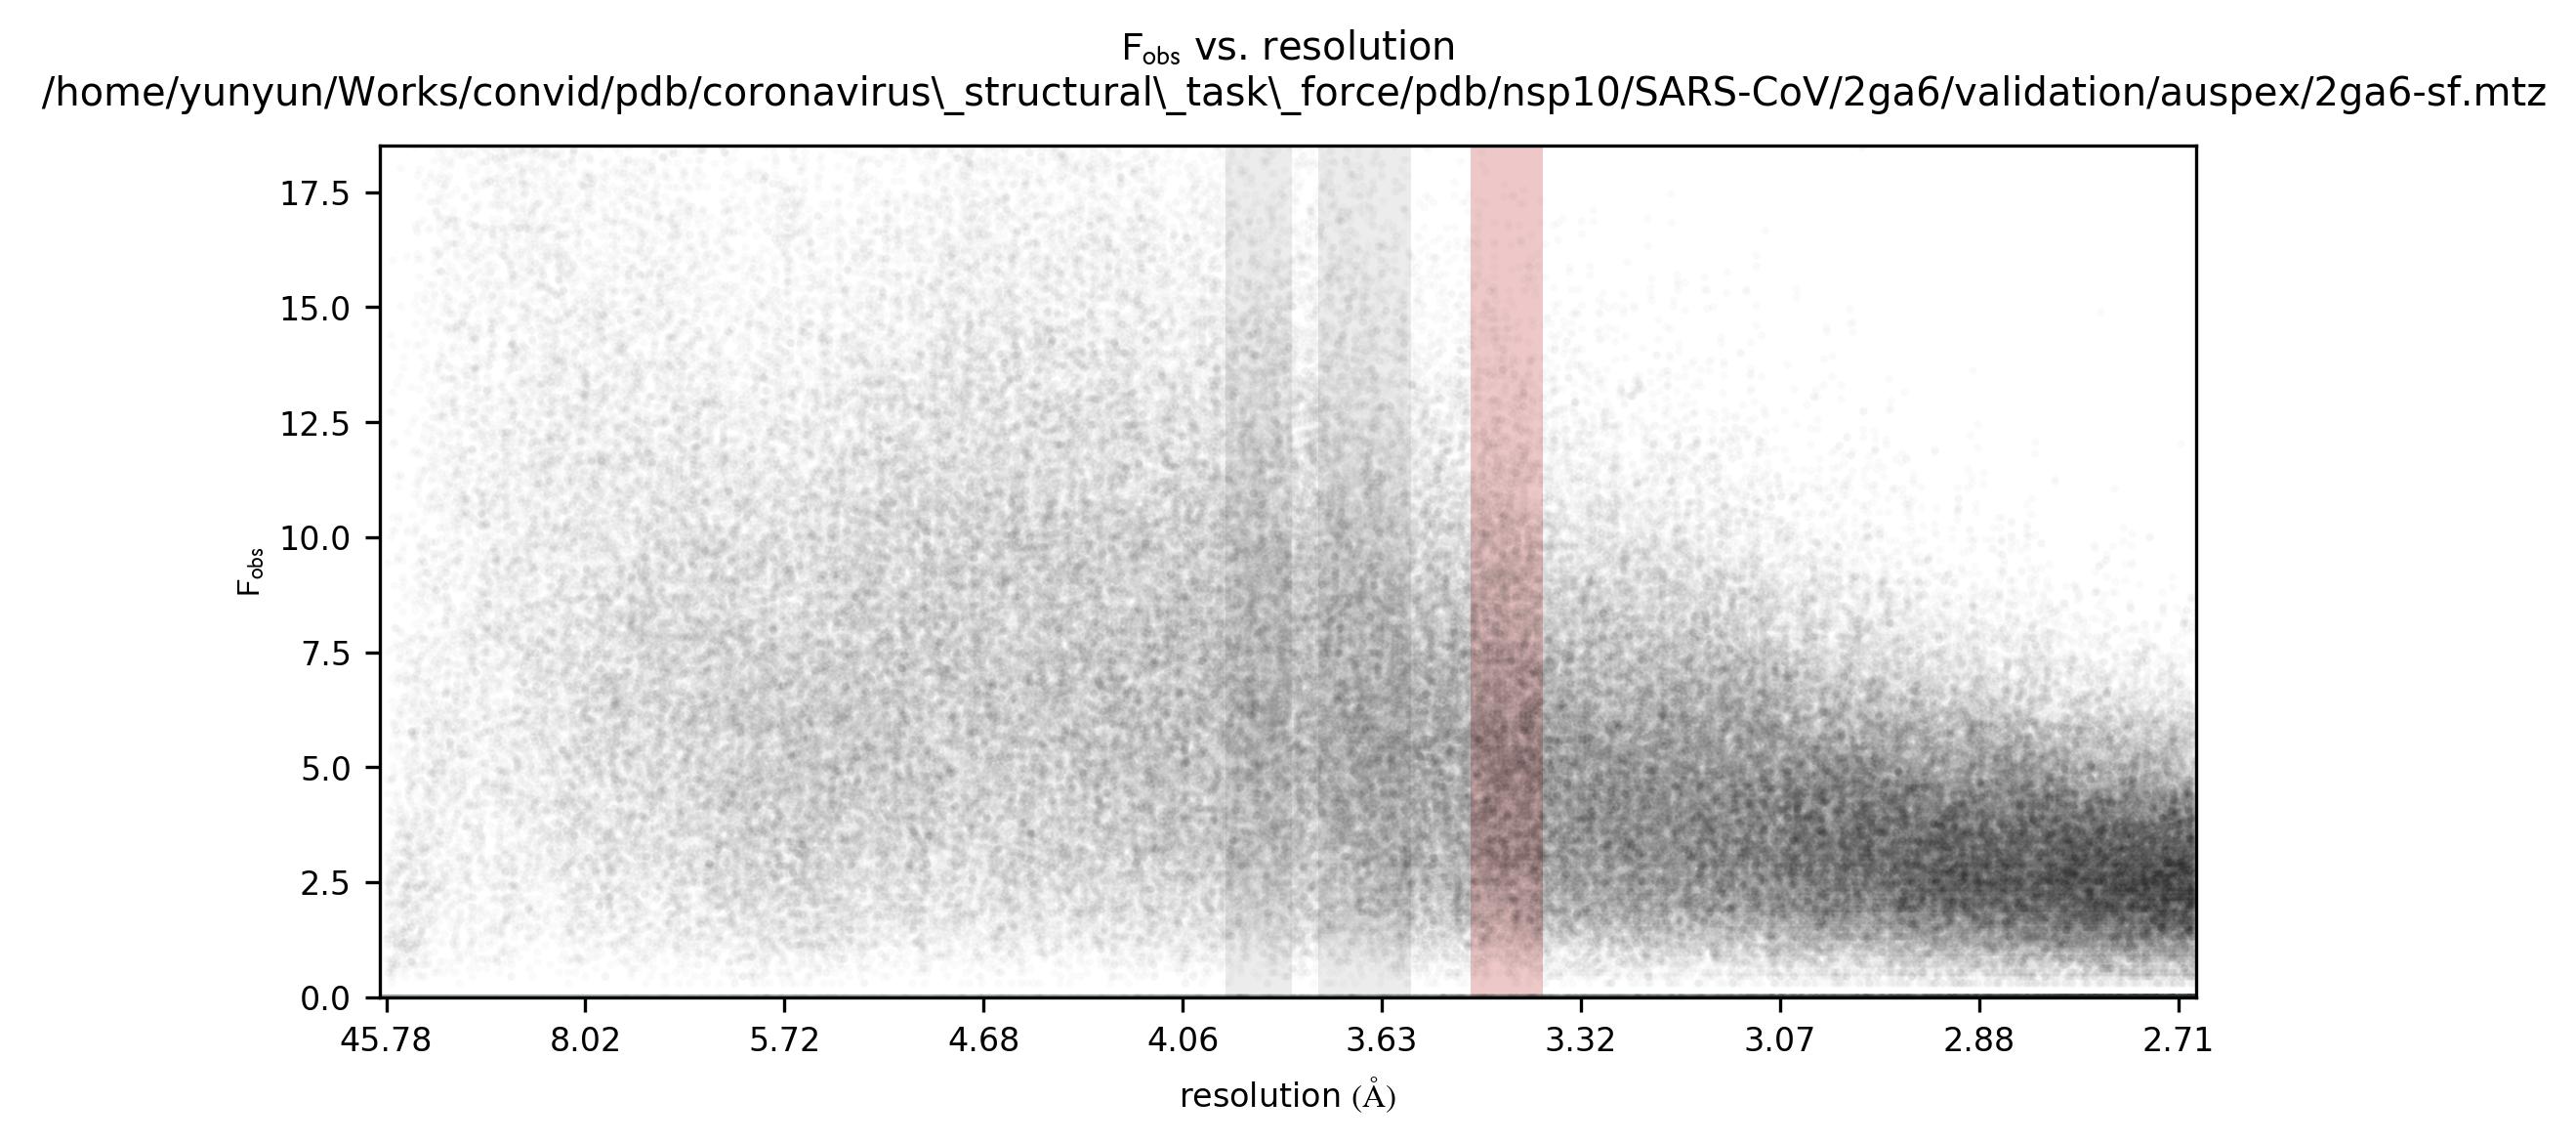 Fobs vs. resolution
/home/yunyun/Works/convid/pdb/coronavirus\_structural\_task\_force/pdb/nsp10/SARS-CoV/2ga6/validation/auspex/2ga6-sf.mtz
17.5
15.0
12.5
10.0
7.5
5.0
2.5
0.0
Fobs
45.78 8.02 5.72 4.68 4.06 3.63 3.32 3.07 2.88 2.71
resolution (Å)